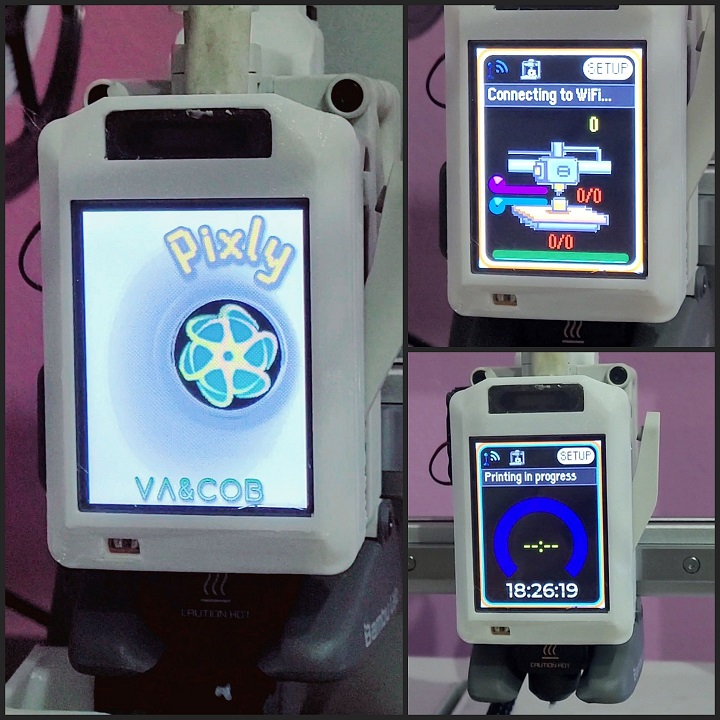 Pixly
VA&COB
CAUTION HOT
SETUP
Connecting to WiFi...
0
0/0
0/0
SETUP
Printing in progress
--:--
18:26:19
CAUTION HOT